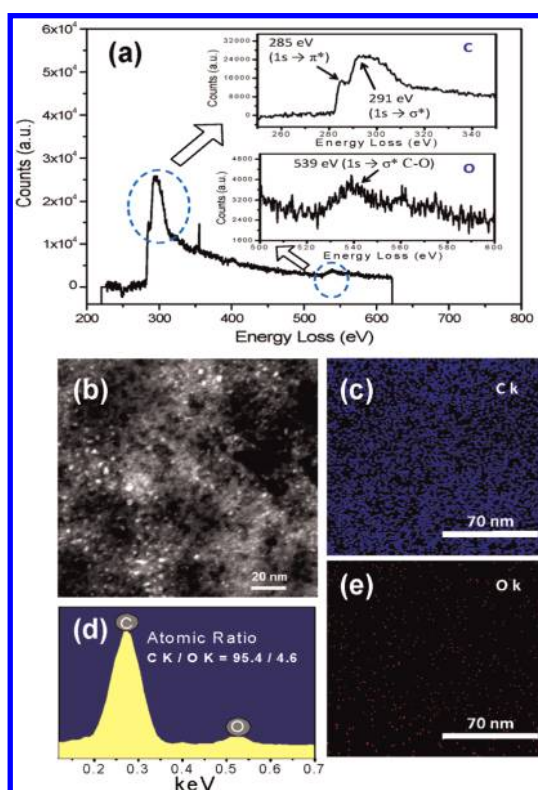 (a)
6x10⁴
5x10⁴
4x10⁴
3x10⁴
2x10⁴
1x10⁴
0
Counts (a.u.)
200 300 400 500 600 700 800
Energy Loss (eV)
285 eV
(1s → π*)
C
32000
24000
16000
8000
0
Counts (a.u.)
291 eV
(1s → σ*)
260 280 300 320 340
Energy Loss (eV)
539 eV (1s → σ* C-O)
O
4800
4000
3200
2400
1600
Counts (a.u.)
500 520 540 560 580 600
Energy Loss (eV)
(b)
20 nm
(c)
C k
70 nm
(d)
C
Atomic Ratio
C K / O K = 95.4 / 4.6
O
0.2 0.3 0.4 0.5 0.6 0.7
keV
(e)
O k
70 nm